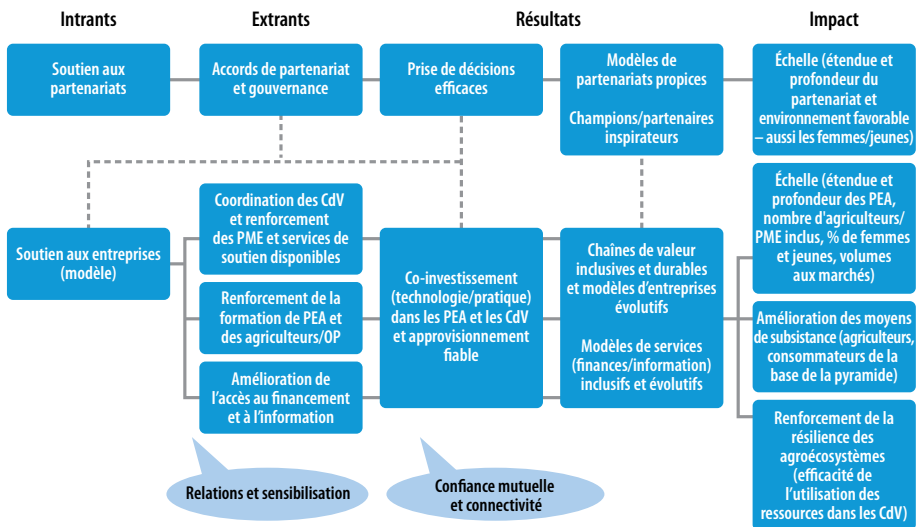 Intrants
Extrants
Résultats
Impact
Soutien aux
partenariats
Accords de partenariat
et gouvernance
Prise de décisions
efficaces
Modèles de
partenariats propices
Champions/partenaires
inspirateurs
Échelle (étendue et
profondeur du
partenariat et
environnement favorable
– aussi les femmes/jeunes)
Soutien aux entreprises
(modèle)
Coordination des CdV
et renforcement
des PME et services de
soutien disponibles
Renforcement de la
formation de PEA et
des agriculteurs/OP
Amélioration de
l'accès au financement
et à l'information
Co-investissement
(technologie/pratique)
dans les PEA et les CdV
et approvisionnement
fiable
Chaînes de valeur
inclusives et durables
et modèles d'entreprises
évolutifs
Modèles de services
(finances/information)
inclusifs et évolutifs
Échelle (étendue et
profondeur des PEA,
nombre d'agriculteurs/
PME inclus, % de femmes
et jeunes, volumes
aux marchés)
Amélioration des moyens
de subsistance (agriculteurs,
consommateurs de la
base de la pyramide)
Renforcement de la
résilience des
agroécosystèmes
(efficacité de
l'utilisation des
ressources dans les CdV)
Relations et sensibilisation
Confiance mutuelle
et connectivité